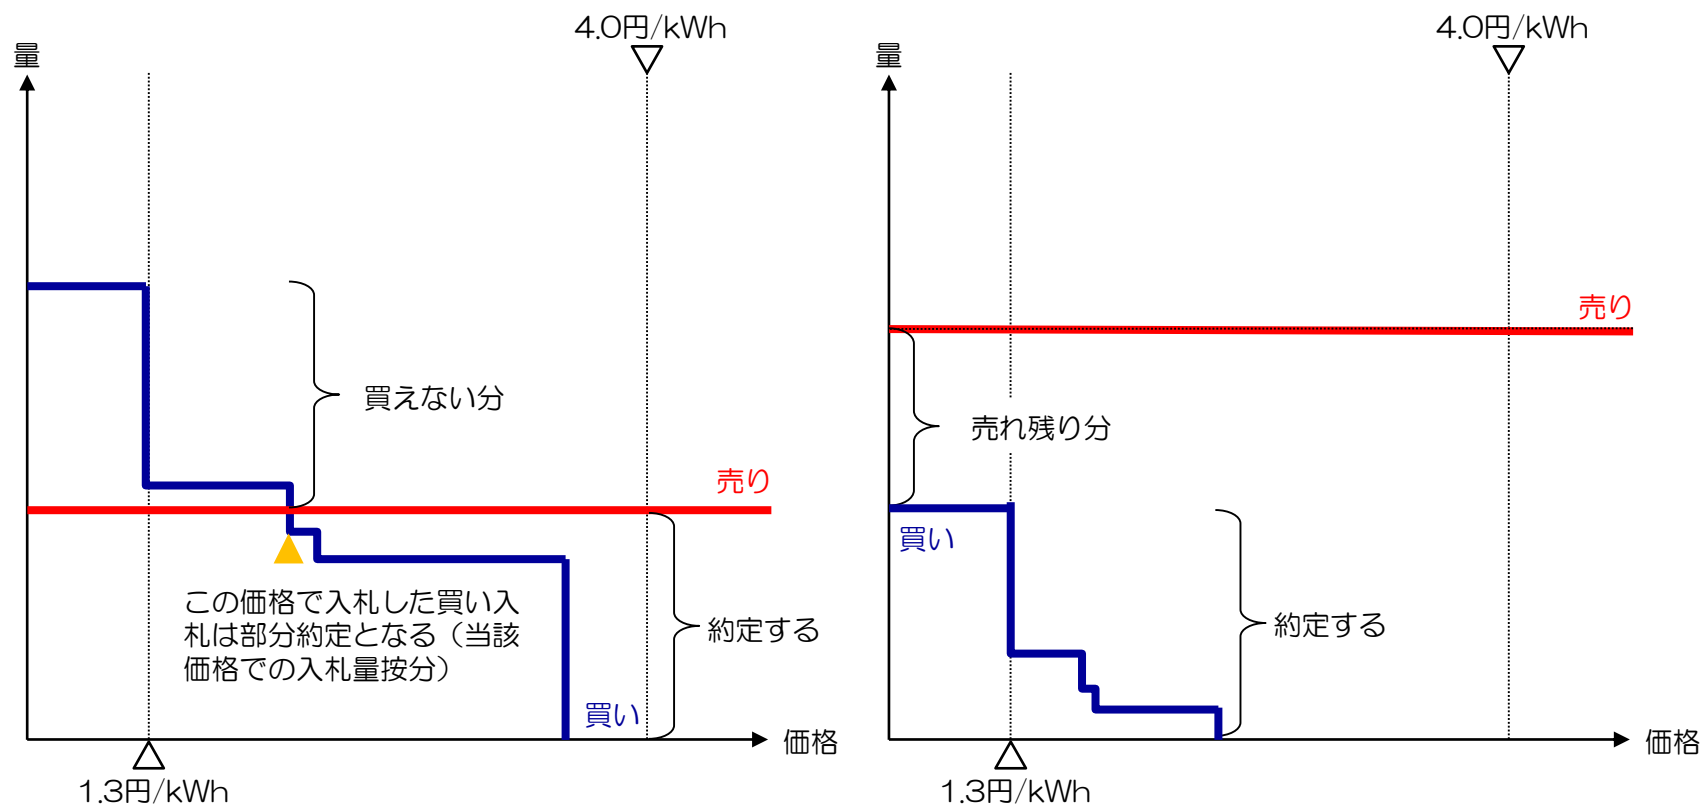 4.0円/kWh
量
買えない分
売り
この価格で入札した買い入
札は部分約定となる（当該
価格での入札量按分）
約定する
買い
価格
1.3円/kWh
4.0円/kWh
量
売り
売れ残り分
買い
約定する
価格
1.3円/kWh